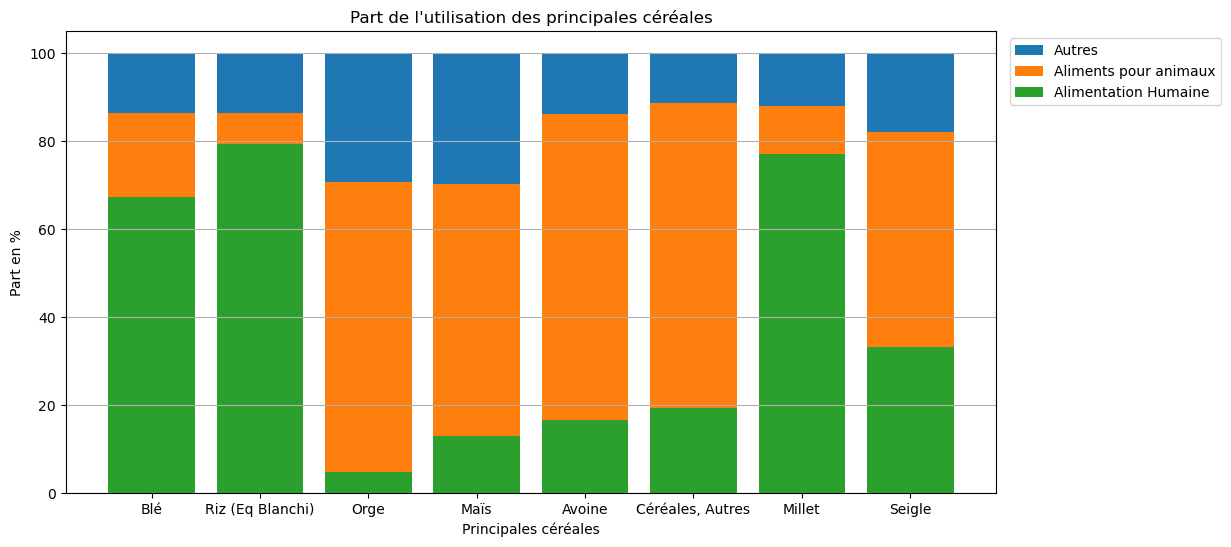 Part de l'utilisation des principales céréales
Autres
Aliments pour animaux
Alimentation Humaine
Part en %
100
80
60
40
20
0
Blé
Riz (Eq Blanchi)
Orge
Maïs
Avoine
Céréales, Autres
Millet
Seigle
Principales céréales